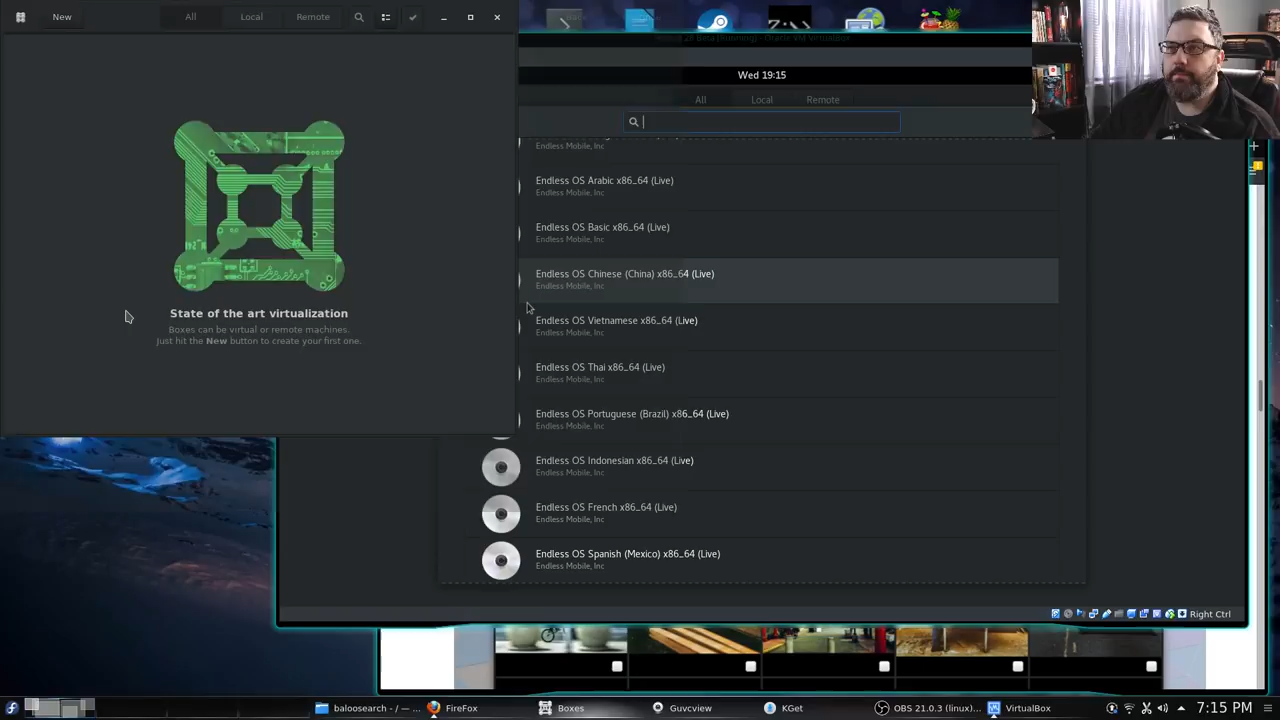 New
All
Local
Remote
State of the art virtualization
Boxes can be virtual or remote machines.
Just hit the New button to create your first one.
Wed 19:15
All
Local
Remote
Endless Mobile, Inc
Endless OS Arabic x86_64 (Live)
Endless Mobile, Inc
Endless OS Basic x86_64 (Live)
Endless Mobile, Inc
Endless OS Chinese (China) x86_64 (Live)
Endless Mobile, Inc
Endless OS Vietnamese x86_64 (Live)
Endless Mobile, Inc
Endless OS Thai x86_64 (Live)
Endless Mobile, Inc
Endless OS Portuguese (Brazil) x86_64 (Live)
Endless Mobile, Inc
Endless OS Indonesian x86_64 (Live)
Endless Mobile, Inc
Endless OS French x86_64 (Live)
Endless Mobile, Inc
Endless OS Spanish (Mexico) x86_64 (Live)
Endless Mobile, Inc
Right Ctrl
baloosearch - / — ...
FireFox
Boxes
Guvcview
KGet
OBS 21.0.3 (linux)...
VirtualBox
7:15 PM